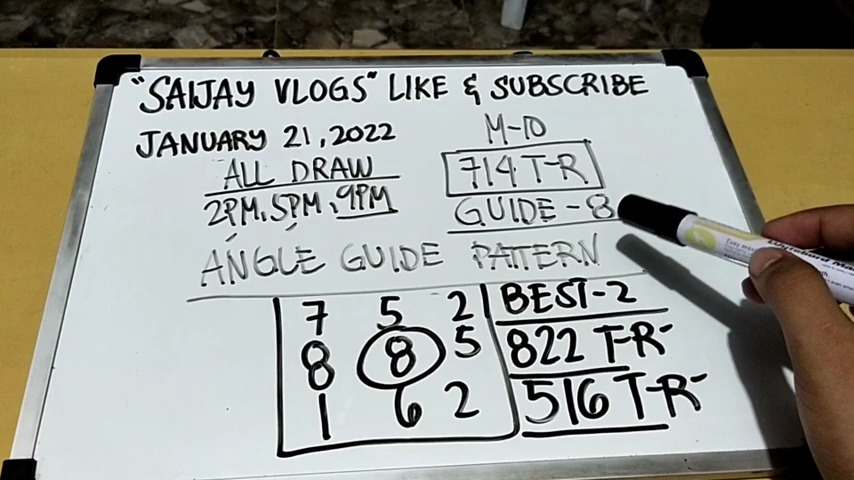 "SAIJAY VLOGS" LIKE & SUBSCRIBE
JANUARY 21, 2022
M-10
ALL DRAW
714 T-R
2PM, 5PM, 9PM
GUIDE - 8
ANGLE GUIDE PATTERN
7 5 2
BEST-2
8 8 5
822 T-R
1 6 2
516 T-R